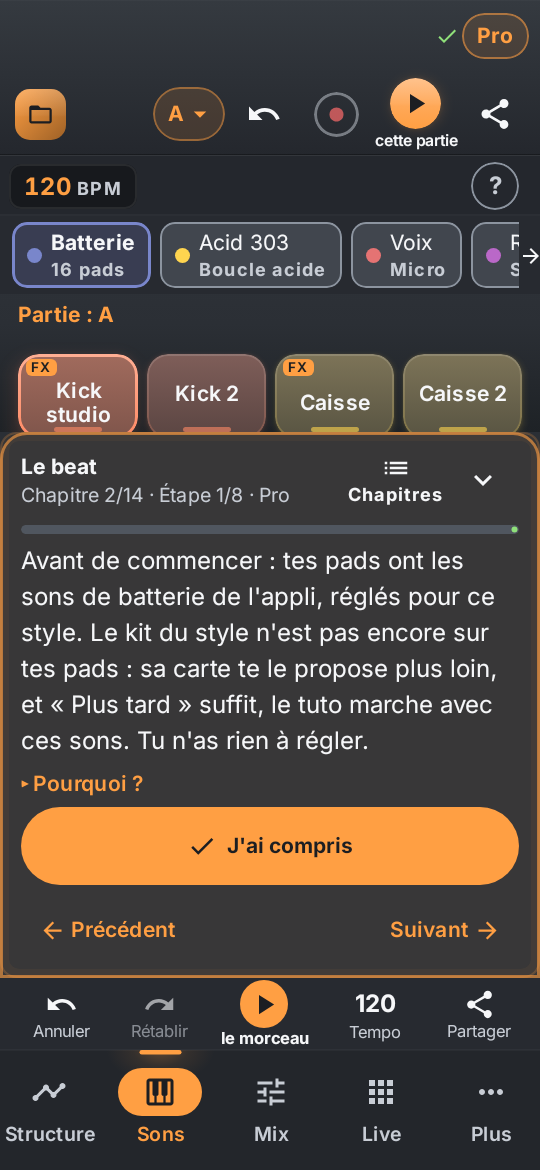 Pro
A
cette partie
120 BPM
?
Batterie
16 pads
Acid 303
Boucle acide
Voix
Micro
Partie : A
FX
Kick
studio
Kick 2
FX
Caisse
Caisse 2
Le beat
Chapitre 2/14 · Étape 1/8 · Pro
Chapitres
Avant de commencer : tes pads ont les
sons de batterie de l'appli, réglés pour ce
style. Le kit du style n'est pas encore sur
tes pads : sa carte te le propose plus loin,
et « Plus tard » suffit, le tuto marche avec
ces sons. Tu n'as rien à régler.
Pourquoi ?
J'ai compris
Précédent
Suivant
Annuler
Rétablir
le morceau
120
Tempo
Partager
Structure
Sons
Mix
Live
Plus